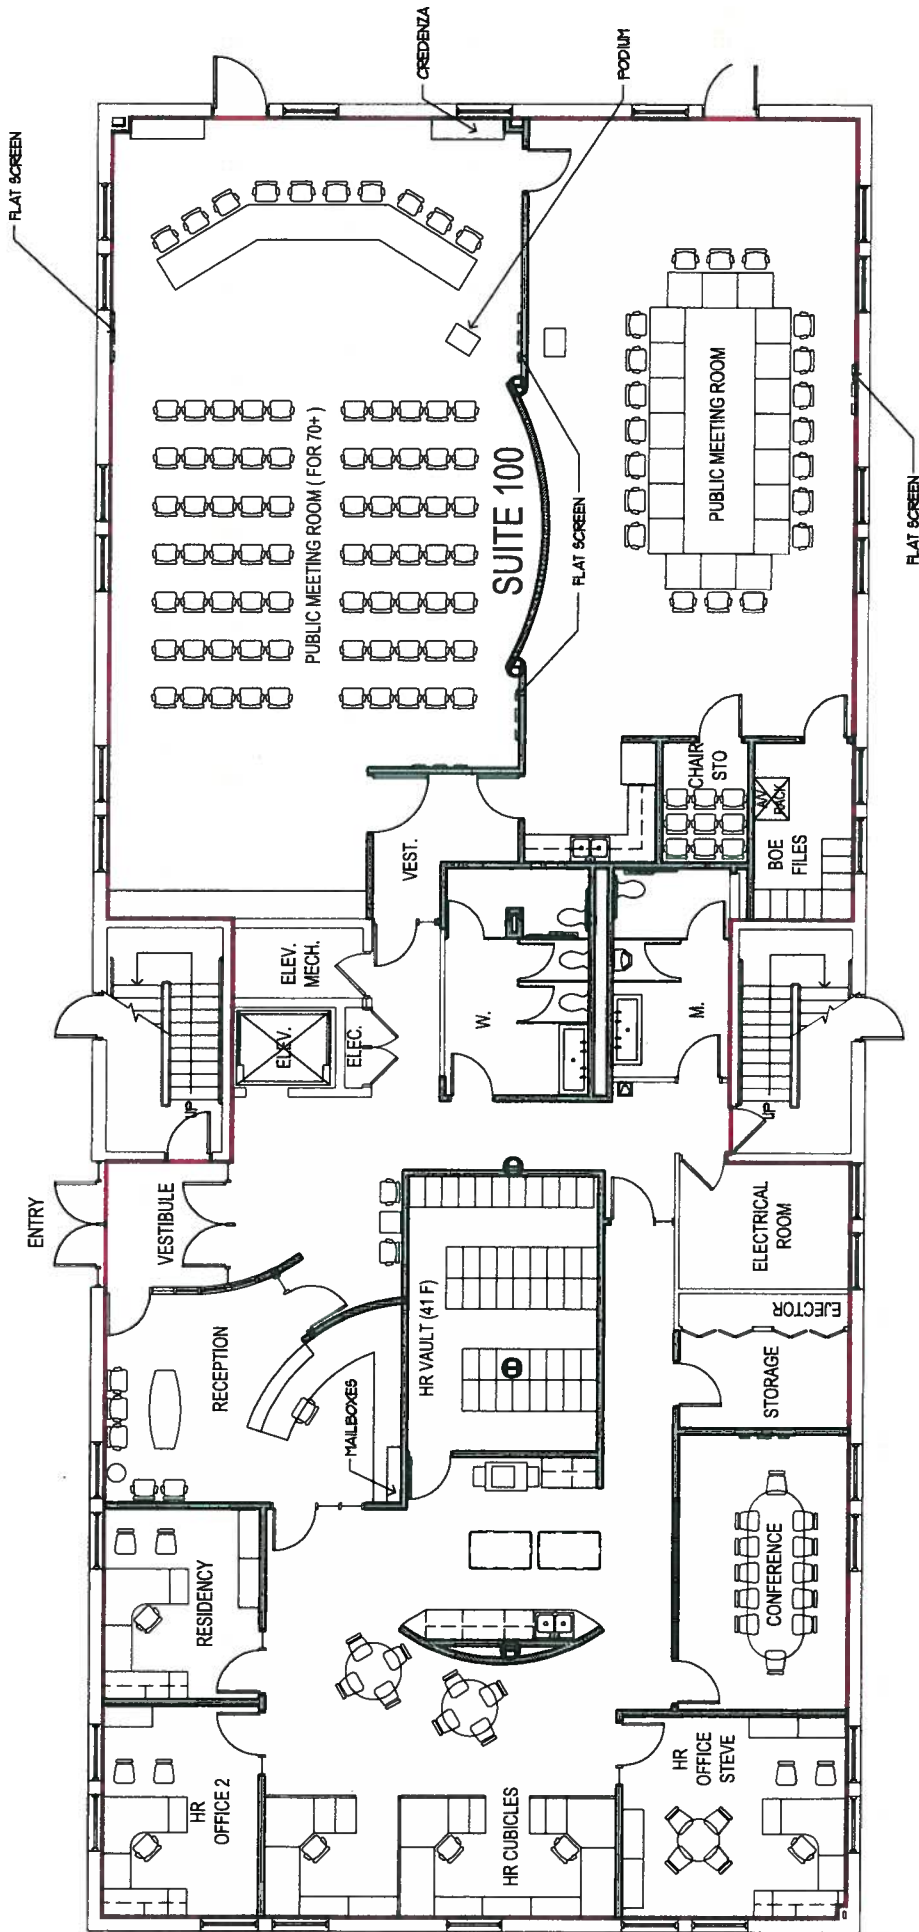 FLAT SCREEN
CREDENZA
PODIUM
PUBLIC MEETING ROOM ( FOR 70+ )
SUITE 100
FLAT SCREEN
PUBLIC MEETING ROOM
FLAT SCREEN
CHAIR
STO
A/V
RACK
BOE
FILES
VEST.
ELEV.
MECH.
ELEV.
ELEC.
W.
M.
UP
UP
ENTRY
VESTIBULE
RECEPTION
MAILBOXES
HR VAULT (41 F)
ELECTRICAL
ROOM
EJECTOR
STORAGE
CONFERENCE
RESIDENCY
HR
OFFICE 2
HR CUBICLES
HR
OFFICE
STEVE